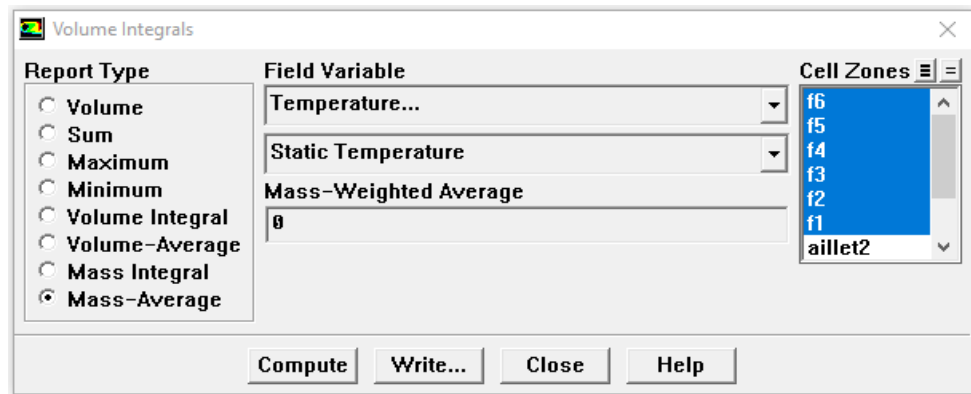 Volume Integrals
Report Type
Volume
Sum
Maximum
Minimum
Volume Integral
Volume-Average
Mass Integral
Mass-Average
Field Variable
Temperature...
Static Temperature
Mass-Weighted Average
0
Cell Zones
f6
f5
f4
f3
f2
f1
aillet2
Compute Write... Close Help